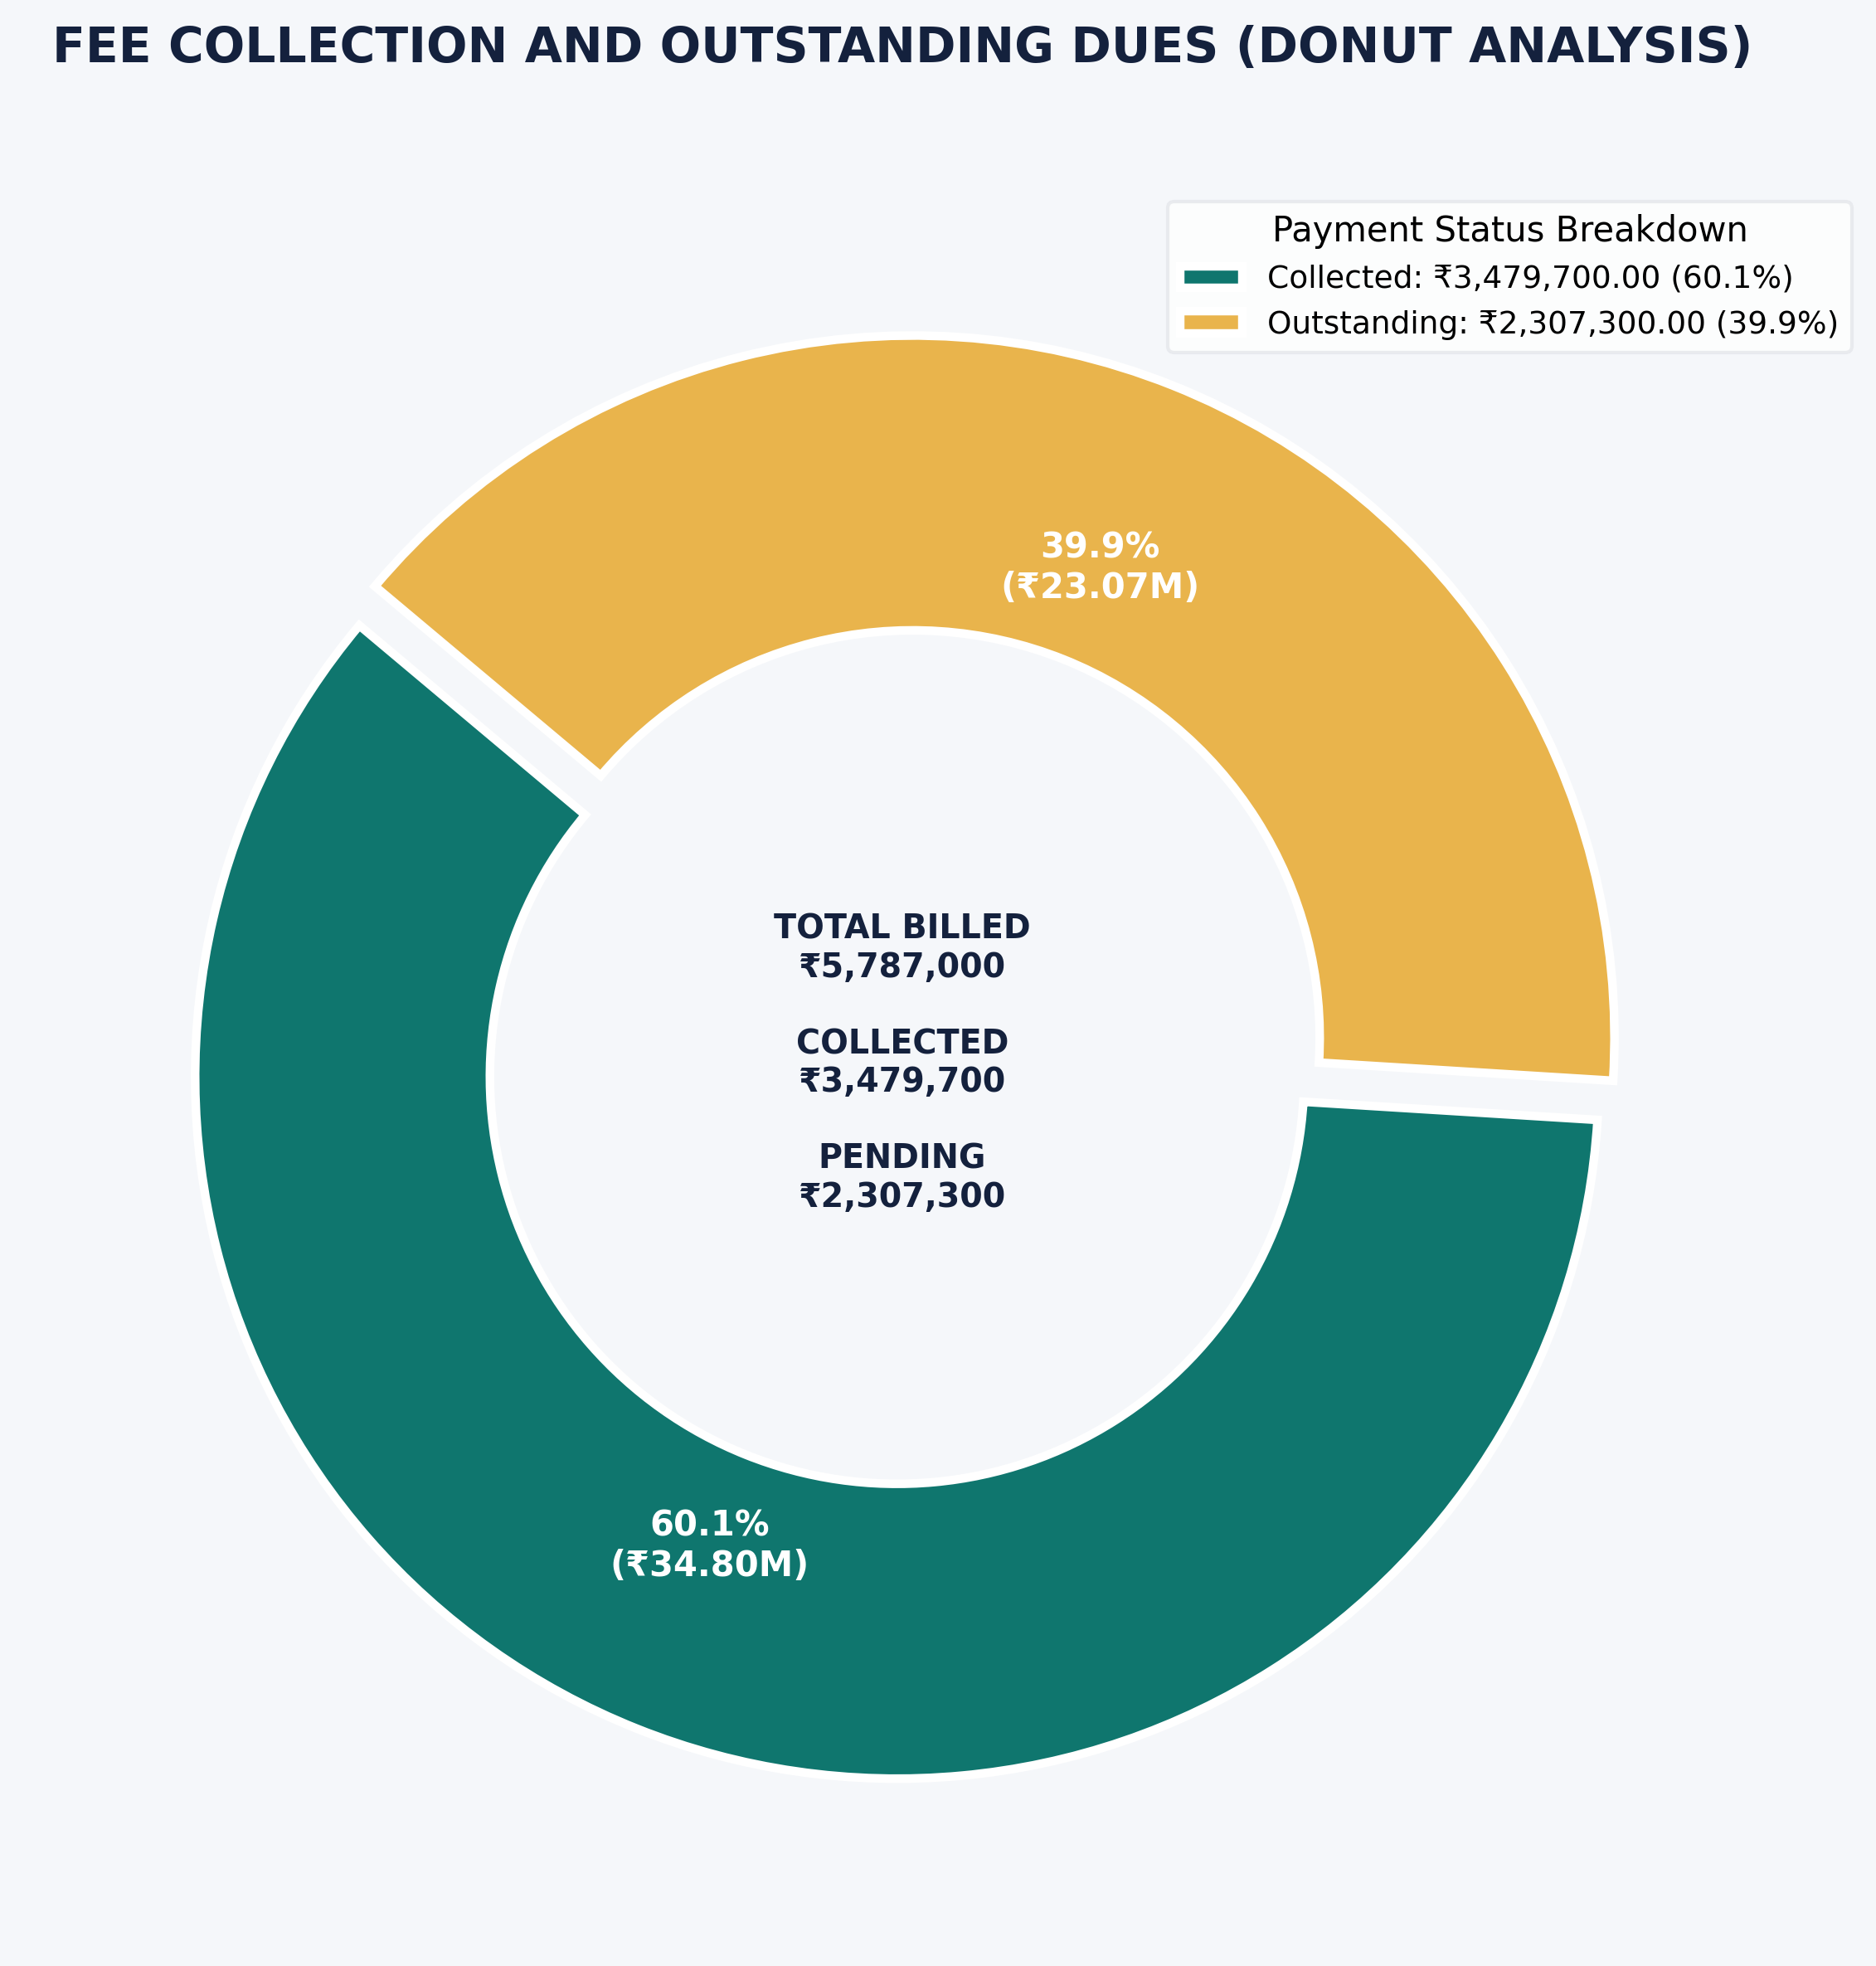 FEE COLLECTION AND OUTSTANDING DUES (DONUT ANALYSIS)
Payment Status Breakdown
Collected: ₹3,479,700.00 (60.1%)
Outstanding: ₹2,307,300.00 (39.9%)
39.9%
(₹23.07M)
TOTAL BILLED
₹5,787,000
COLLECTED
₹3,479,700
PENDING
₹2,307,300
60.1%
(₹34.80M)